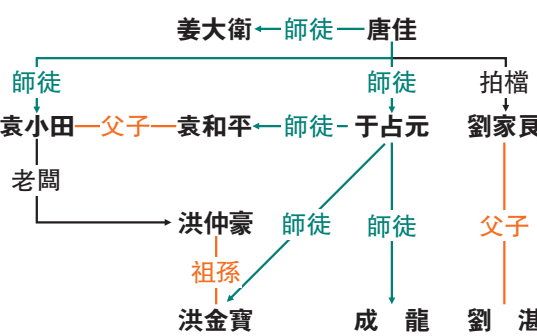 姜大衛 師徒 唐佳
師徒 師徒 拍檔
袁小田 父子 袁和平 師徒 于占元 劉家良
老闆
洪仲豪 師徒 師徒 父子
祖孫
洪金寶 成 龍 劉 湛